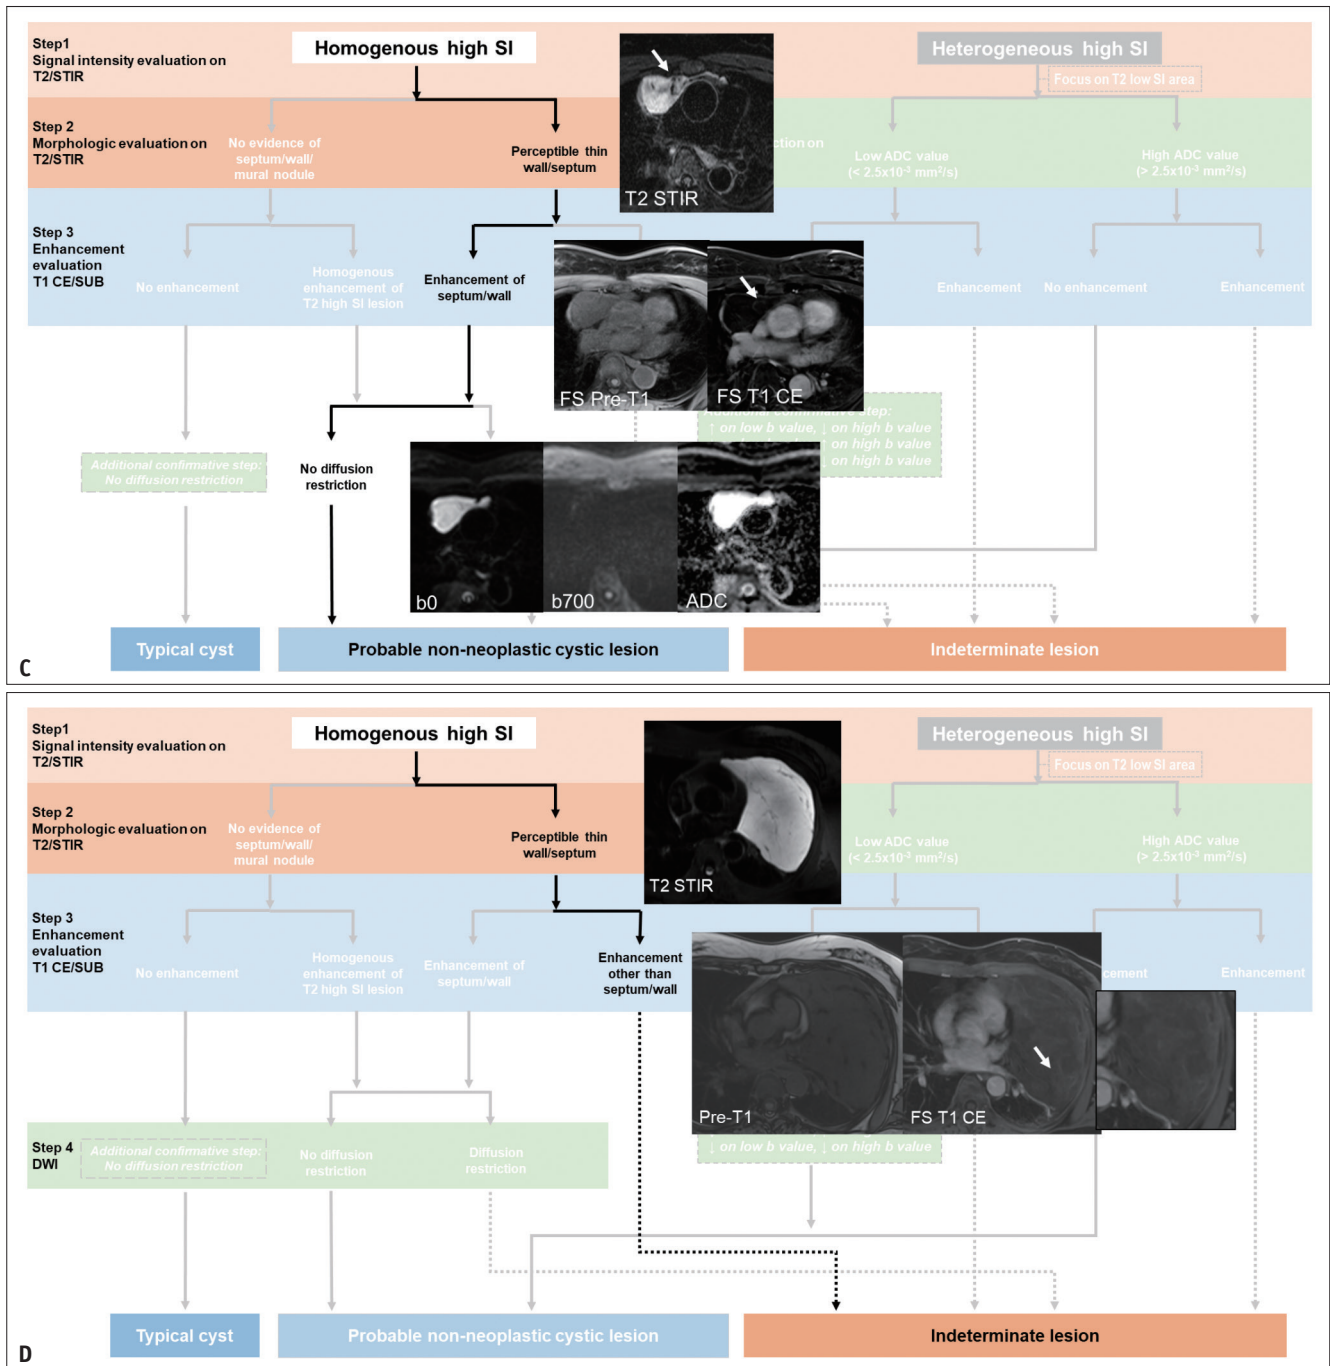 Step1
Signal intensity evaluation on
T2/STIR
Homogenous high SI
Heterogeneous high SI
Focus on T2 low SI area
Step 2
Morphologic evaluation on
T2/STIR
No evidence of
septum/wall/
mural nodule
Perceptible thin
wall/septum
T2 STIR
ction on
Low ADC value
(< 2.5x10-3 mm2/s)
High ADC value
(> 2.5x10-3 mm2/s)
Step 3
Enhancement
evaluation
T1 CE/SUB
No enhancement
Homogenous
enhancement of
T2 high SI lesion
Enhancement of
septum/wall
FS Pre-T1
FS T1 CE
Enhancement
No enhancement
Enhancement
Additional confirmative step:
No diffusion restriction
No diffusion
restriction
Additional confirmative step:
↑ on low b value, ↓ on high b value
↓ on high b value
↓ on high b value
b0
b700
ADC
Typical cyst
Probable non-neoplastic cystic lesion
Indeterminate lesion
C
Step1
Signal intensity evaluation on
T2/STIR
Homogenous high SI
Heterogeneous high SI
Focus on T2 low SI area
Step 2
Morphologic evaluation on
T2/STIR
No evidence of
septum/wall/
mural nodule
Perceptible thin
wall/septum
T2 STIR
Low ADC value
(< 2.5x10-3 mm2/s)
High ADC value
(> 2.5x10-3 mm2/s)
Step 3
Enhancement
evaluation
T1 CE/SUB
No enhancement
Homogenous
enhancement of
T2 high SI lesion
Enhancement of
septum/wall
Enhancement
other than
septum/wall
Pre-T1
FS T1 CE
cement
Enhancement
Step 4
DWI
Additional confirmative step:
No diffusion restriction
No diffusion
restriction
Diffusion
restriction
↑ on low b value, ↓ on high b value
Typical cyst
Probable non-neoplastic cystic lesion
Indeterminate lesion
D